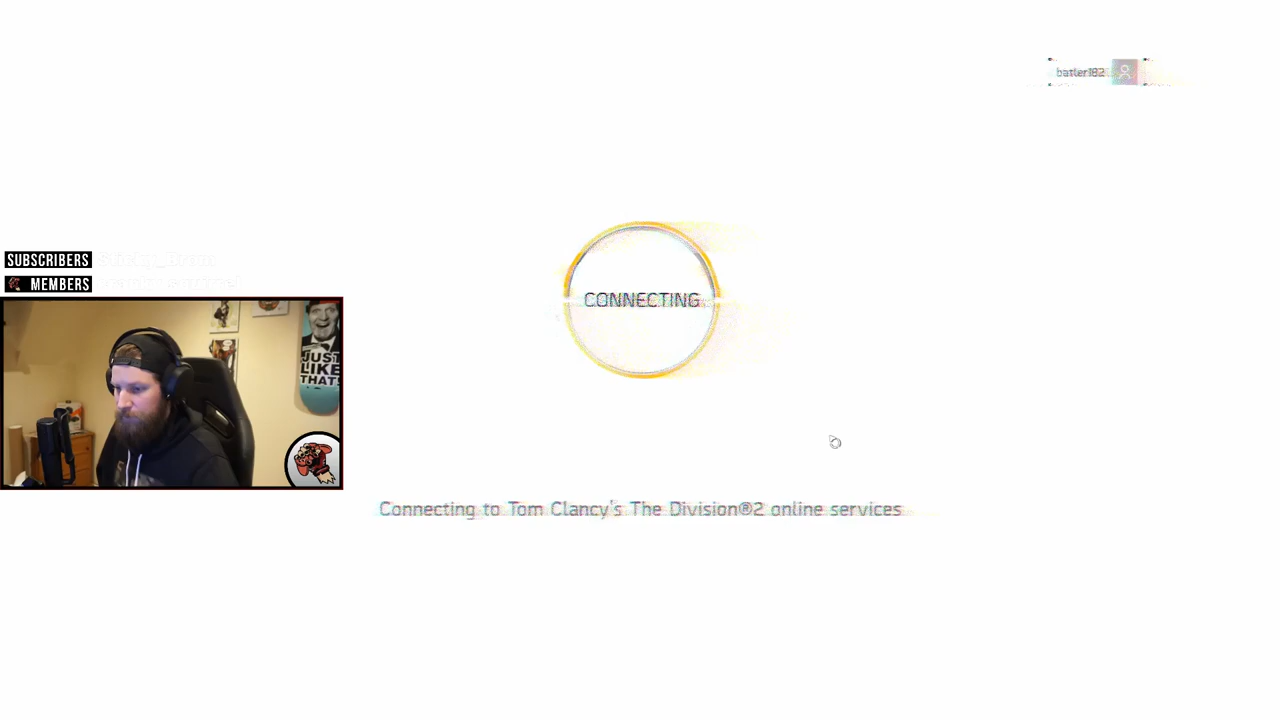 batler182
SUBSCRIBERS
MEMBERS
CONNECTING
JUST
LIKE
THAT!
Connecting to Tom Clancy's The Division®2 online services